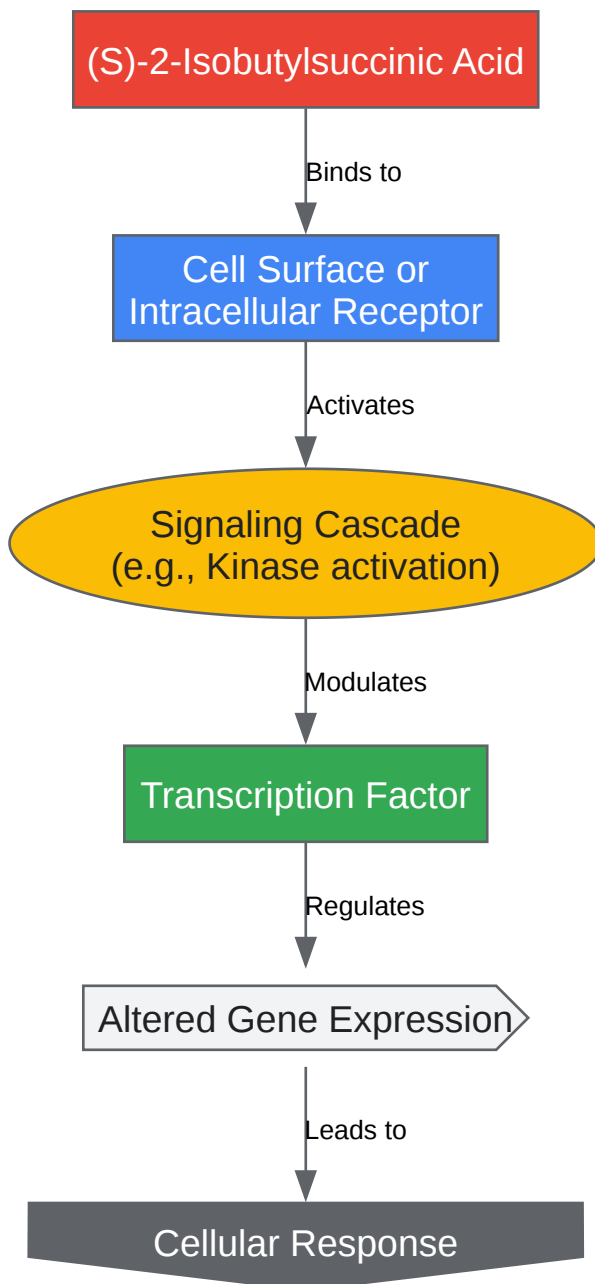 (S)-2-Isobutylsuccinic Acid
Binds to
Cell Surface or
Intracellular Receptor
Activates
Signaling Cascade
(e.g., Kinase activation)
Modulates
Transcription Factor
Regulates
Altered Gene Expression
Leads to
Cellular Response